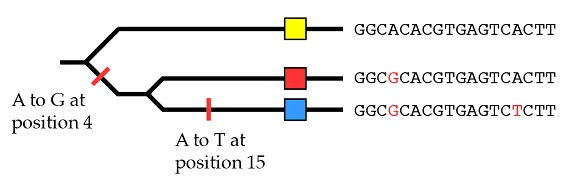 GGCACACGTGAGTCACTT
GGCGCACGTGAGTCACTT
GGCGCACGTGAGTCTCTT
A to G at
position 4
A to T at
position 15